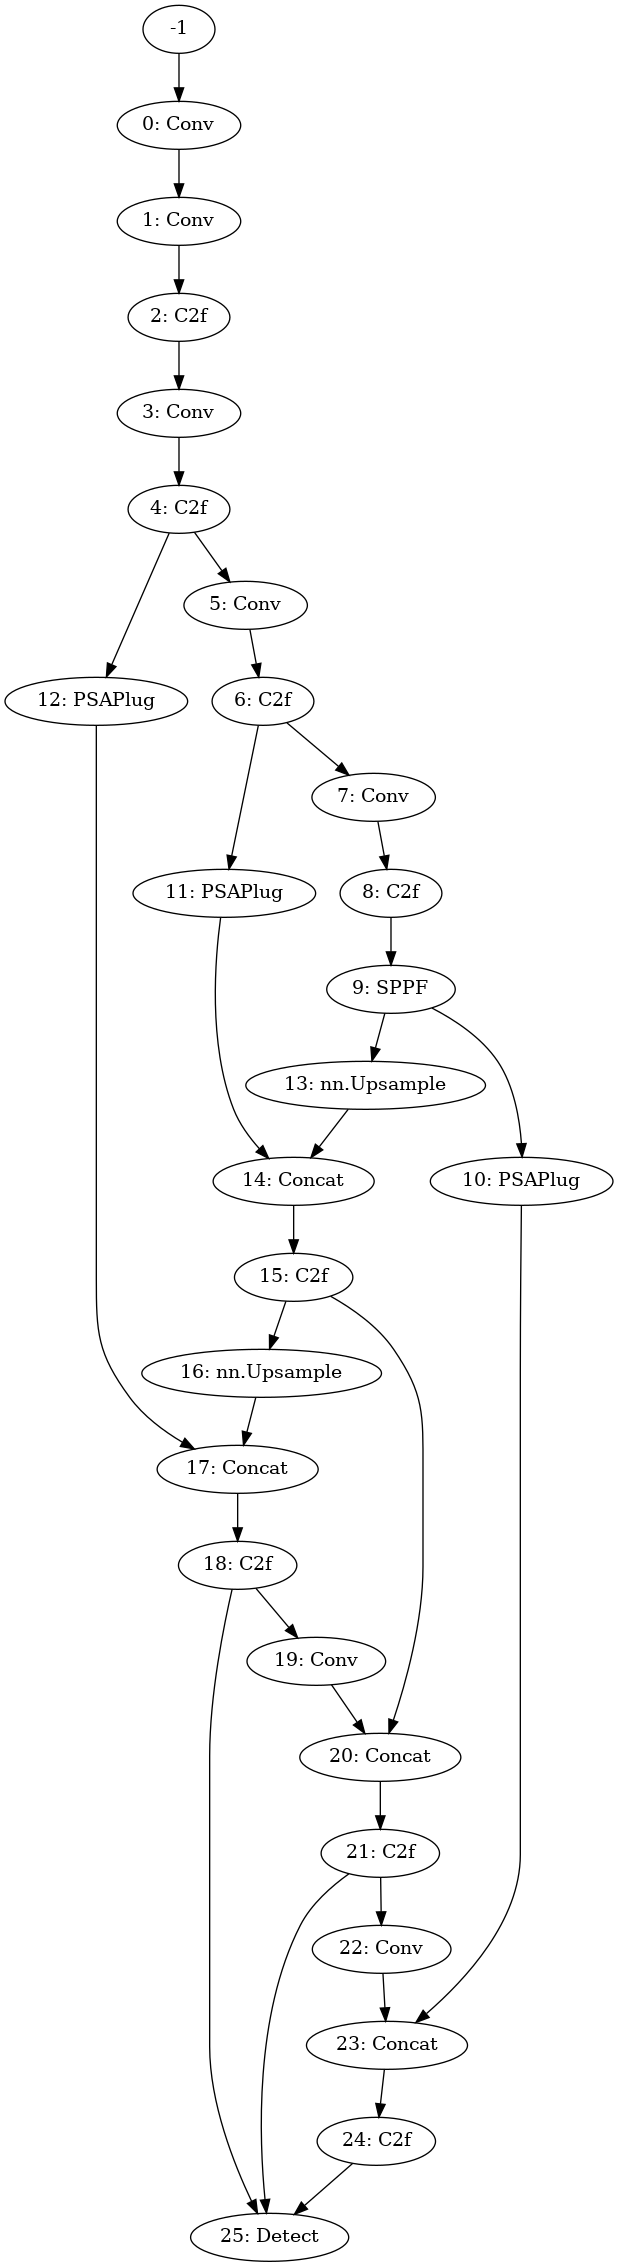 -1
0: Conv
1: Conv
2: C2f
3: Conv
4: C2f
5: Conv
12: PSAPlug
6: C2f
7: Conv
11: PSAPlug
8: C2f
9: SPPF
13: nn.Upsample
14: Concat
10: PSAPlug
15: C2f
16: nn.Upsample
17: Concat
18: C2f
19: Conv
20: Concat
21: C2f
22: Conv
23: Concat
24: C2f
25: Detect